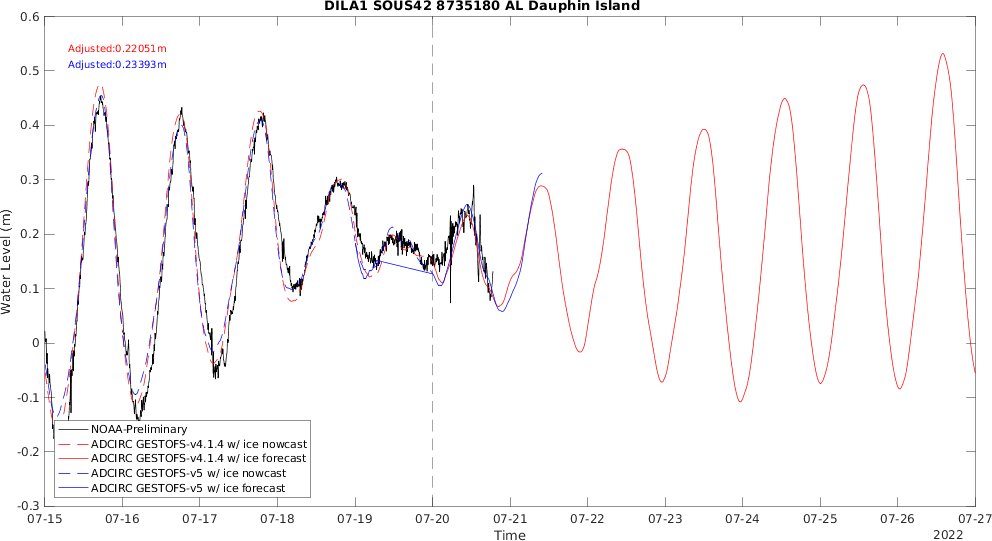 DILA1 SOUS42 8735180 AL Dauphin Island
0.6
0.5
0.4
0.3
0.2
0.1
0
-0.1
-0.2
-0.3
Water Level (m)
Adjusted:0.22051m
Adjusted:0.23393m
NOAA-Preliminary
ADCIRC GESTOFS-v4.1.4 w/ ice nowcast
ADCIRC GESTOFS-v4.1.4 w/ ice forecast
ADCIRC GESTOFS-v5 w/ ice nowcast
ADCIRC GESTOFS-v5 w/ ice forecast
07-15 07-16 07-17 07-18 07-19 07-20 07-21 07-22 07-23 07-24 07-25 07-26 07-27
Time
2022